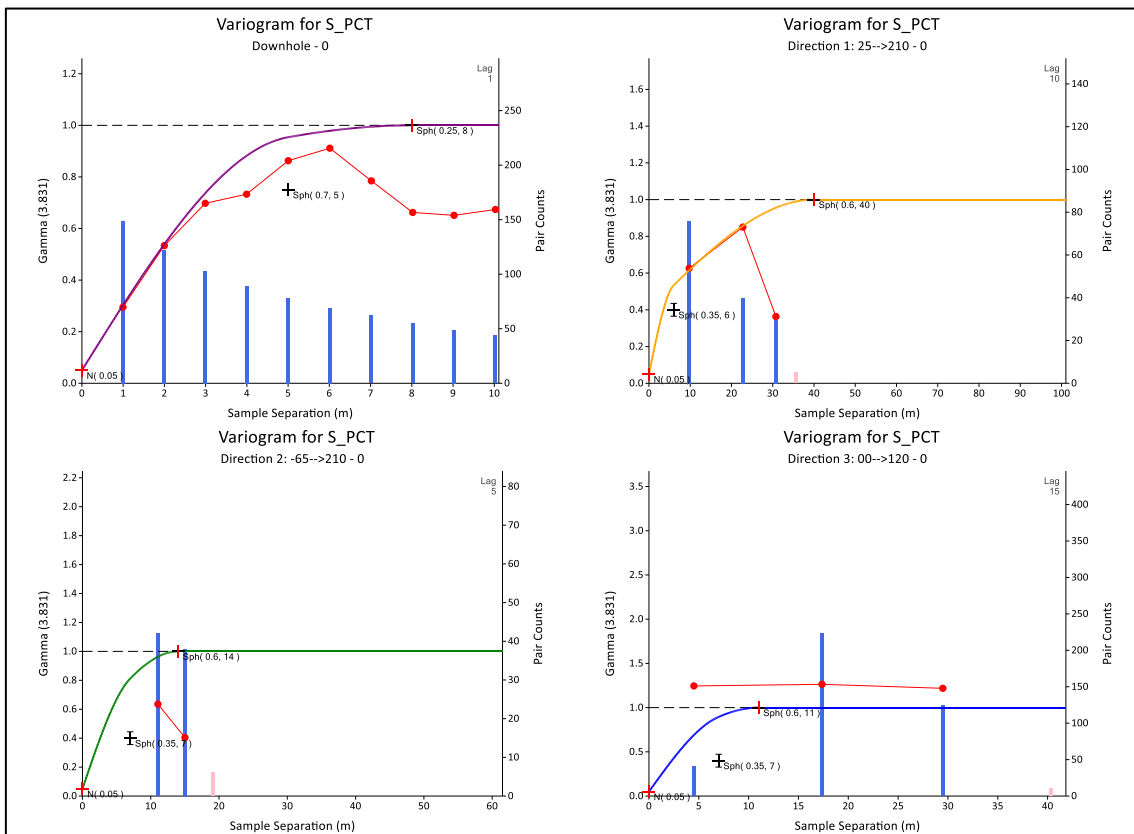 Variogram for S_PCT
Downhole - 0
Lag
1
Gamma (3.831)
1.2
1.0
0.8
0.6
0.4
0.2
0.0
250
200
150
100
50
0
Pair Counts
Sph( 0.25, 8 )
Sph( 0.7, 5 )
N( 0.05 )
0 1 2 3 4 5 6 7 8 9 10
Sample Separation (m)
Variogram for S_PCT
Direction 1: 25-->210 - 0
Lag
10
Gamma (3.831)
1.6
1.4
1.2
1.0
0.8
0.6
0.4
0.2
0.0
140
120
100
80
60
40
20
0
Pair Counts
Sph( 0.6, 40 )
Sph( 0.35, 6 )
N( 0.05 )
0 10 20 30 40 50 60 70 80 90 100
Sample Separation (m)
Variogram for S_PCT
Direction 2: -65-->210 - 0
Lag
5
Gamma (3.831)
2.2
2.0
1.8
1.6
1.4
1.2
1.0
0.8
0.6
0.4
0.2
0.0
80
70
60
50
40
30
20
10
0
Pair Counts
Sph( 0.6, 14 )
Sph( 0.35, 7 )
N( 0.05 )
0 10 20 30 40 50 60
Sample Separation (m)
Variogram for S_PCT
Direction 3: 00-->120 - 0
Lag
15
Gamma (3.831)
3.5
3.0
2.5
2.0
1.5
1.0
0.5
0.0
400
350
300
250
200
150
100
50
0
Pair Counts
Sph( 0.6, 11 )
Sph( 0.35, 7 )
N( 0.05 )
0 5 10 15 20 25 30 35 40
Sample Separation (m)